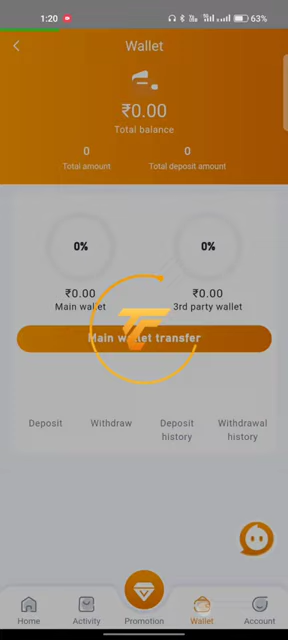 1:20
63%
Wallet
₹0.00
Total balance
0
0
Total amount
Total deposit amount
0%
0%
₹0.00
₹0.00
Main wallet
3rd party wallet
Main wallet transfer
Deposit
Withdraw
Deposit history
Withdrawal history
Home
Activity
Promotion
Wallet
Account